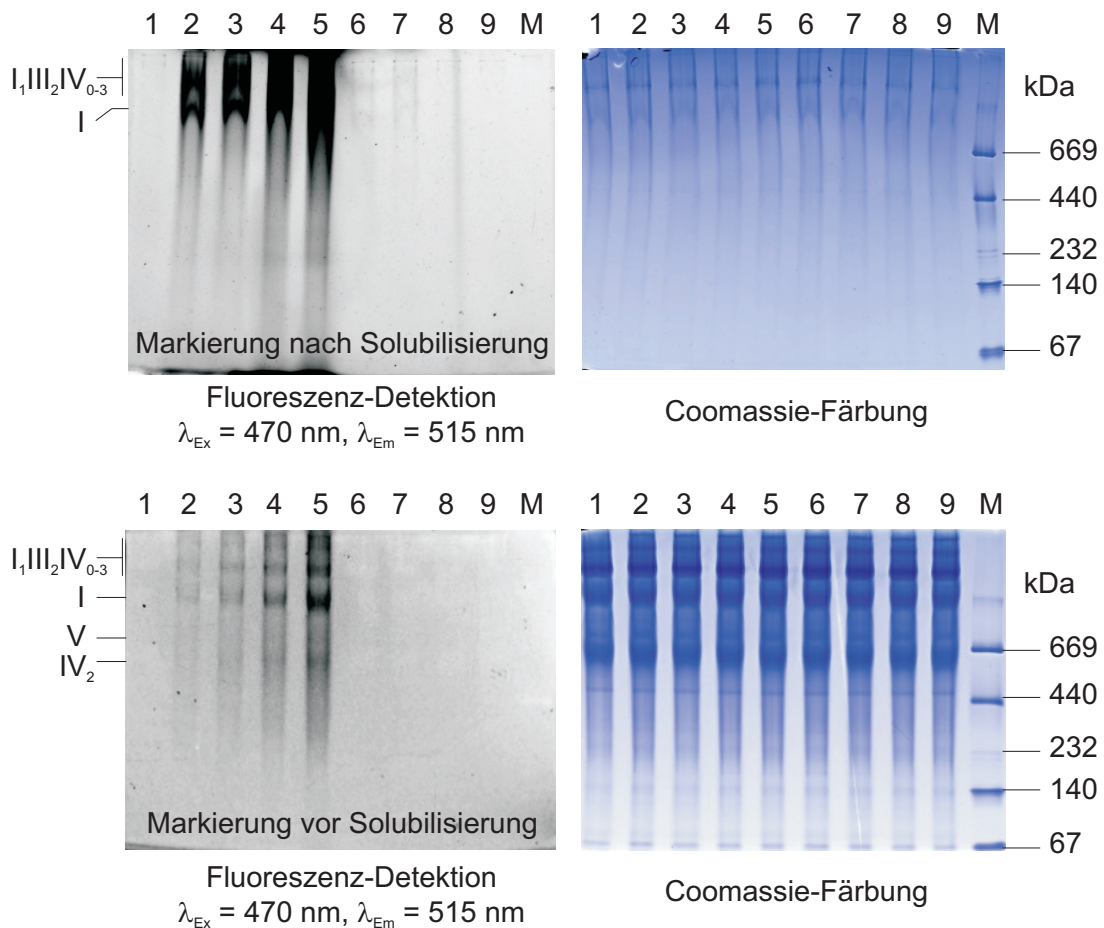 1 2 3 4 5 6 7 8 9 M
1 2 3 4 5 6 7 8 9 M
I₁III₂IV₀₋₃
I
kDa
669
440
232
140
67
Markierung nach Solubilisierung
Fluoreszenz-Detektion
λEx = 470 nm, λEm = 515 nm
Coomassie-Färbung
1 2 3 4 5 6 7 8 9 M
1 2 3 4 5 6 7 8 9 M
I₁III₂IV₀₋₃
I
V
IV₂
kDa
669
440
232
140
67
Markierung vor Solubilisierung
Fluoreszenz-Detektion
λEx = 470 nm, λEm = 515 nm
Coomassie-Färbung